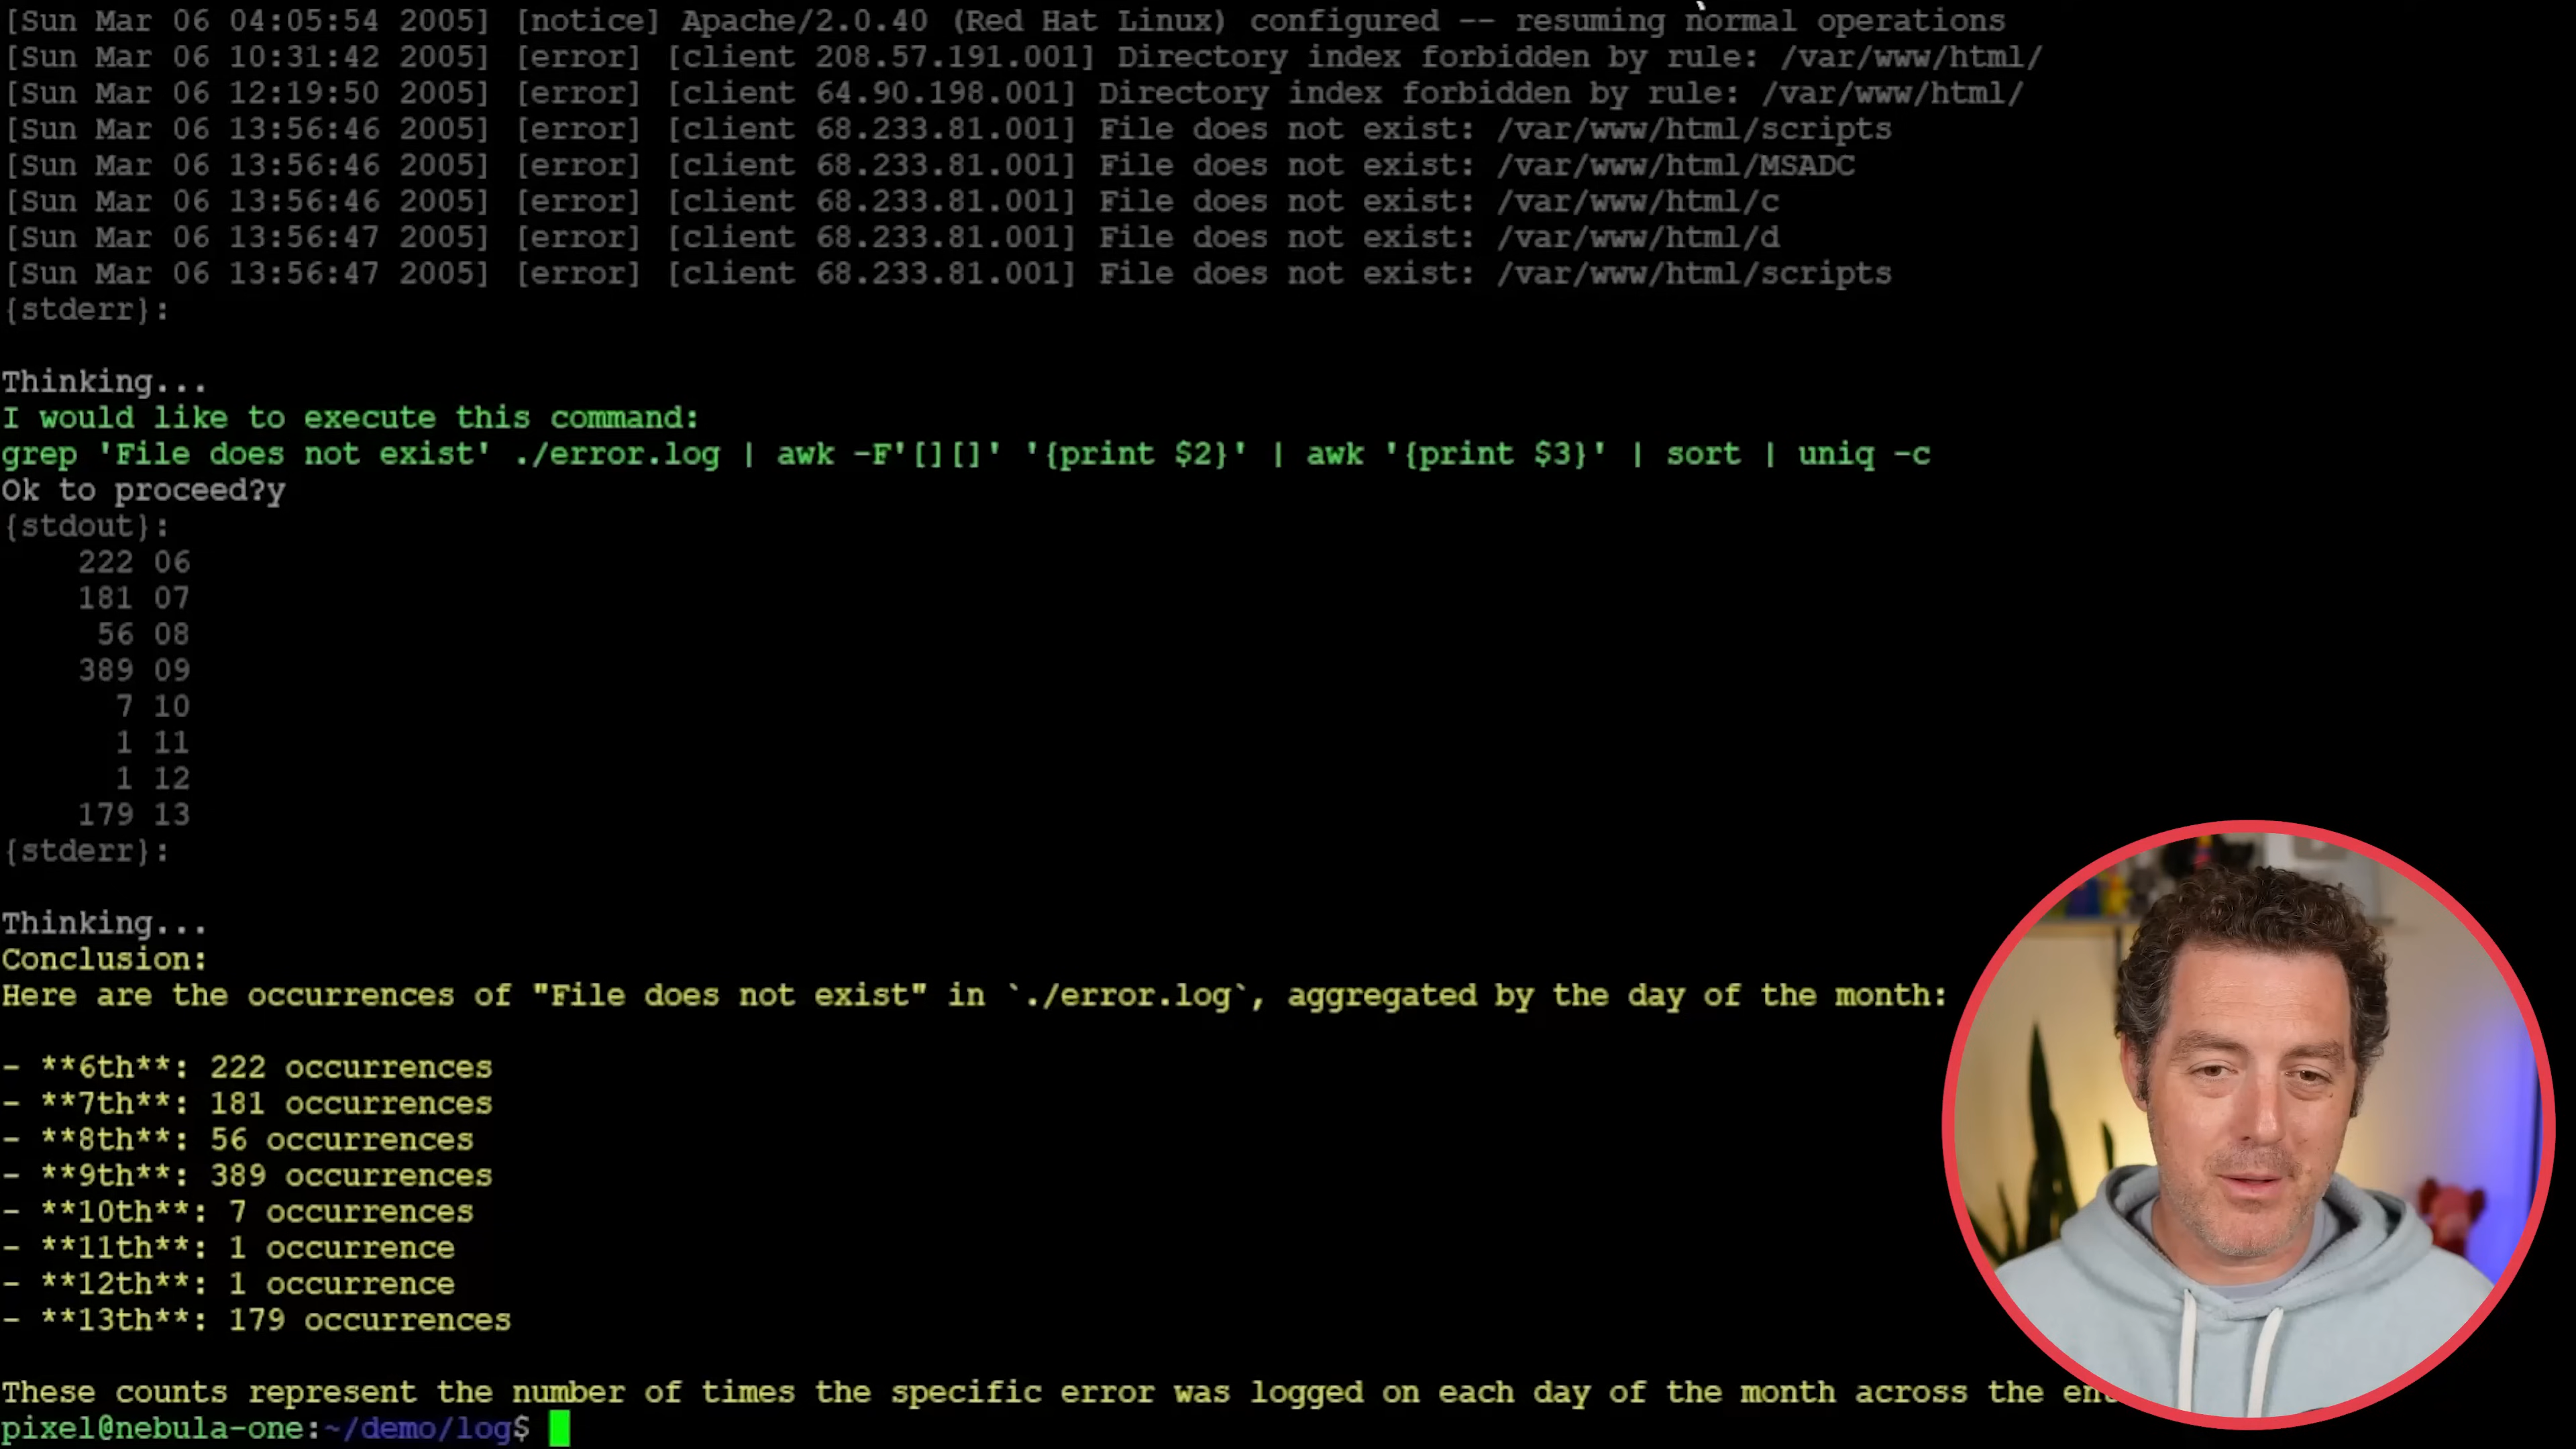 [Sun Mar 06 04:05:54 2005] [notice] Apache/2.0.40 (Red Hat Linux) configured -- resuming normal operations
[Sun Mar 06 10:31:42 2005] [error] [client 208.57.191.001] Directory index forbidden by rule: /var/www/html/
[Sun Mar 06 12:19:50 2005] [error] [client 64.90.198.001] Directory index forbidden by rule: /var/www/html/
[Sun Mar 06 13:56:46 2005] [error] [client 68.233.81.001] File does not exist: /var/www/html/scripts
[Sun Mar 06 13:56:46 2005] [error] [client 68.233.81.001] File does not exist: /var/www/html/MSADC
[Sun Mar 06 13:56:46 2005] [error] [client 68.233.81.001] File does not exist: /var/www/html/c
[Sun Mar 06 13:56:47 2005] [error] [client 68.233.81.001] File does not exist: /var/www/html/d
[Sun Mar 06 13:56:47 2005] [error] [client 68.233.81.001] File does not exist: /var/www/html/scripts
{stderr}:
Thinking...
I would like to execute this command:
grep 'File does not exist' ./error.log | awk -F'[][]' '{print $2}' | awk '{print $3}' | sort | uniq -c
Ok to proceed?y
{stdout}:
222 06
181 07
56 08
389 09
7 10
1 11
1 12
179 13
{stderr}:
Thinking...
Conclusion:
Here are the occurrences of "File does not exist" in `./error.log`, aggregated by the day of the month:
- **6th**: 222 occurrences
- **7th**: 181 occurrences
- **8th**: 56 occurrences
- **9th**: 389 occurrences
- **10th**: 7 occurrences
- **11th**: 1 occurrence
- **12th**: 1 occurrence
- **13th**: 179 occurrences
These counts represent the number of times the specific error was logged on each day of the month across the
pixel@nebula-one:~/demo/log$